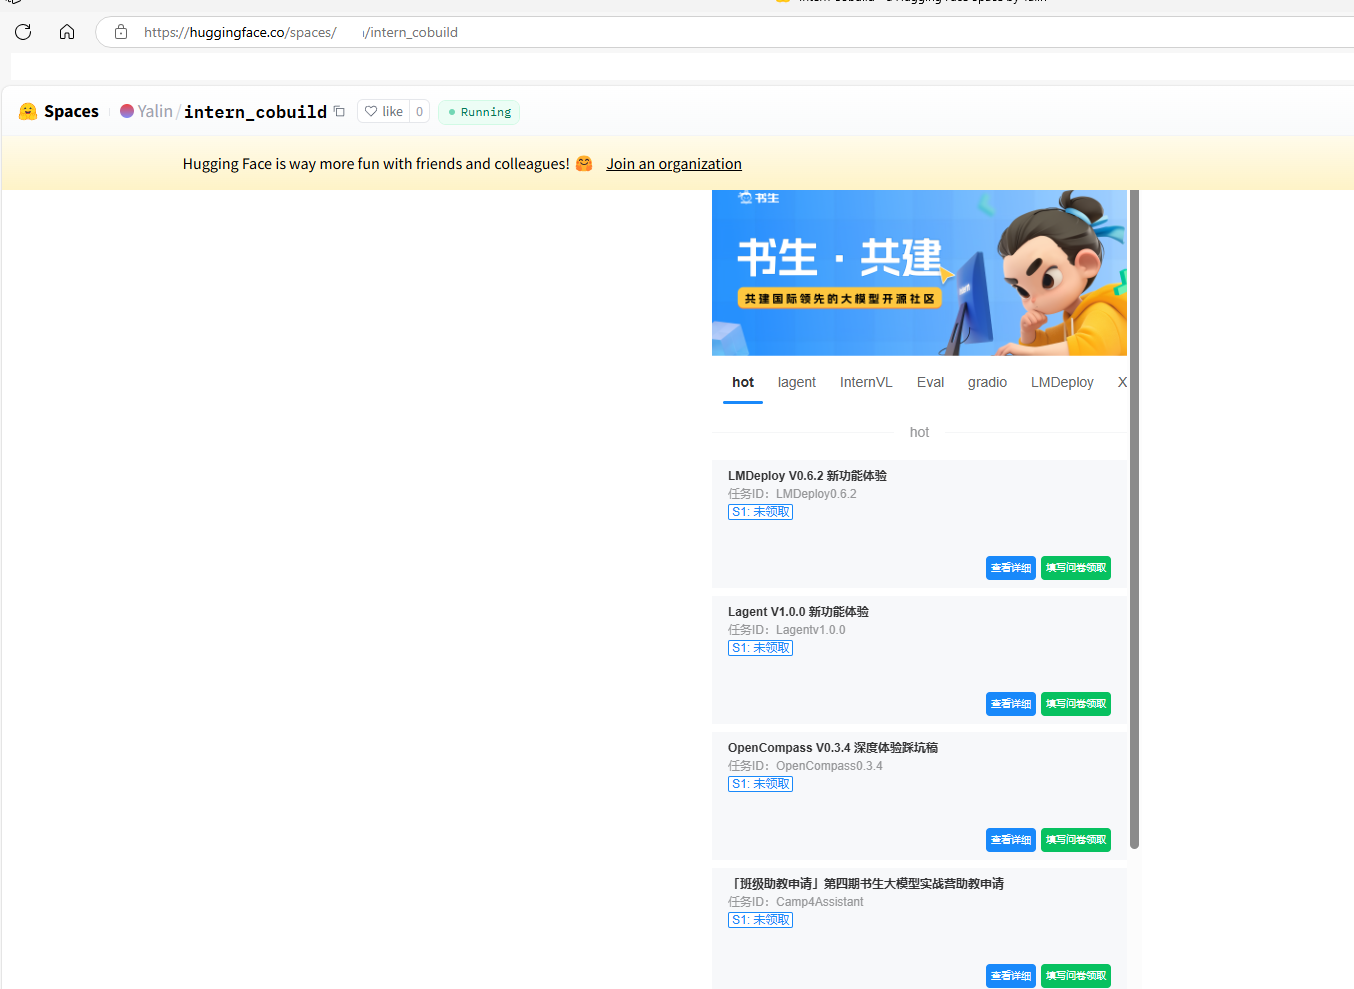 https://huggingface.co/spaces/ /intern_cobuild
Spaces Yalin/intern_cobuild like 0 Running
Hugging Face is way more fun with friends and colleagues! Join an organization
书生
书生·共建
共建国际领先的大模型开源社区
hot lagent InternVL Eval gradio LMDeploy X
hot
LMDeploy V0.6.2 新功能体验
任务ID：LMDeploy0.6.2
S1: 未领取
查看详细 填写问卷领取
Lagent V1.0.0 新功能体验
任务ID：Lagentv1.0.0
S1: 未领取
查看详细 填写问卷领取
OpenCompass V0.3.4 深度体验踩坑稿
任务ID：OpenCompass0.3.4
S1: 未领取
查看详细 填写问卷领取
「班级助教申请」第四期书生大模型实战营助教申请
任务ID：Camp4Assistant
S1: 未领取
查看详细 填写问卷领取